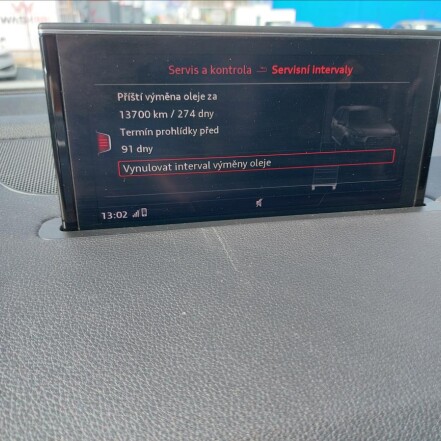 Servis a kontrola Servisní intervaly
Příští výměna oleje za
13700 km / 274 dny
Termín prohlídky před
91 dny
Vynulovat interval výměny oleje
13:02